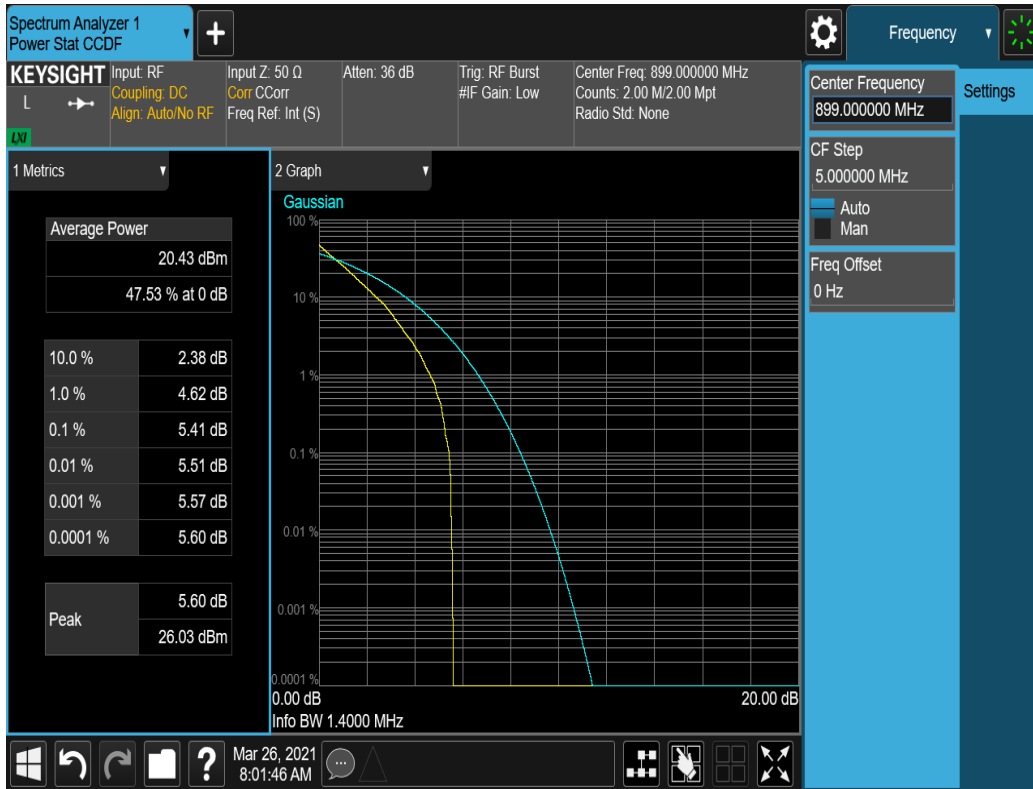 Spectrum Analyzer 1
Power Stat CCDF
+
Frequency
KEYSIGHT
L
LXI
Input: RF
Coupling: DC
Align: Auto/No RF
Input Z: 50 Ω
Corr CCorr
Freq Ref: Int (S)
Atten: 36 dB
Trig: RF Burst
#IF Gain: Low
Center Freq: 899.000000 MHz
Counts: 2.00 M/2.00 Mpt
Radio Std: None
Center Frequency
899.000000 MHz
Settings
CF Step
5.000000 MHz
Auto
Man
Freq Offset
0 Hz
1 Metrics
Average Power
20.43 dBm
47.53 % at 0 dB
10.0 % 2.38 dB
1.0 % 4.62 dB
0.1 % 5.41 dB
0.01 % 5.51 dB
0.001 % 5.57 dB
0.0001 % 5.60 dB
Peak
5.60 dB
26.03 dBm
2 Graph
Gaussian
100 %
10 %
1 %
0.1 %
0.01 %
0.001 %
0.0001 %
0.00 dB 20.00 dB
Info BW 1.4000 MHz
?
Mar 26, 2021
8:01:46 AM